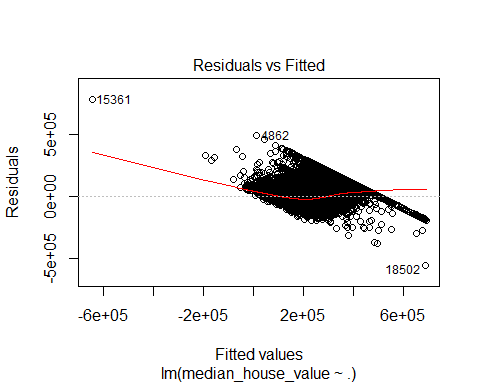 Residuals vs Fitted
Residuals
5e+05
0e+00
-5e+05
15361
4862
18502
-6e+05 -2e+05 2e+05 6e+05
Fitted values
lm(median_house_value ~ .)